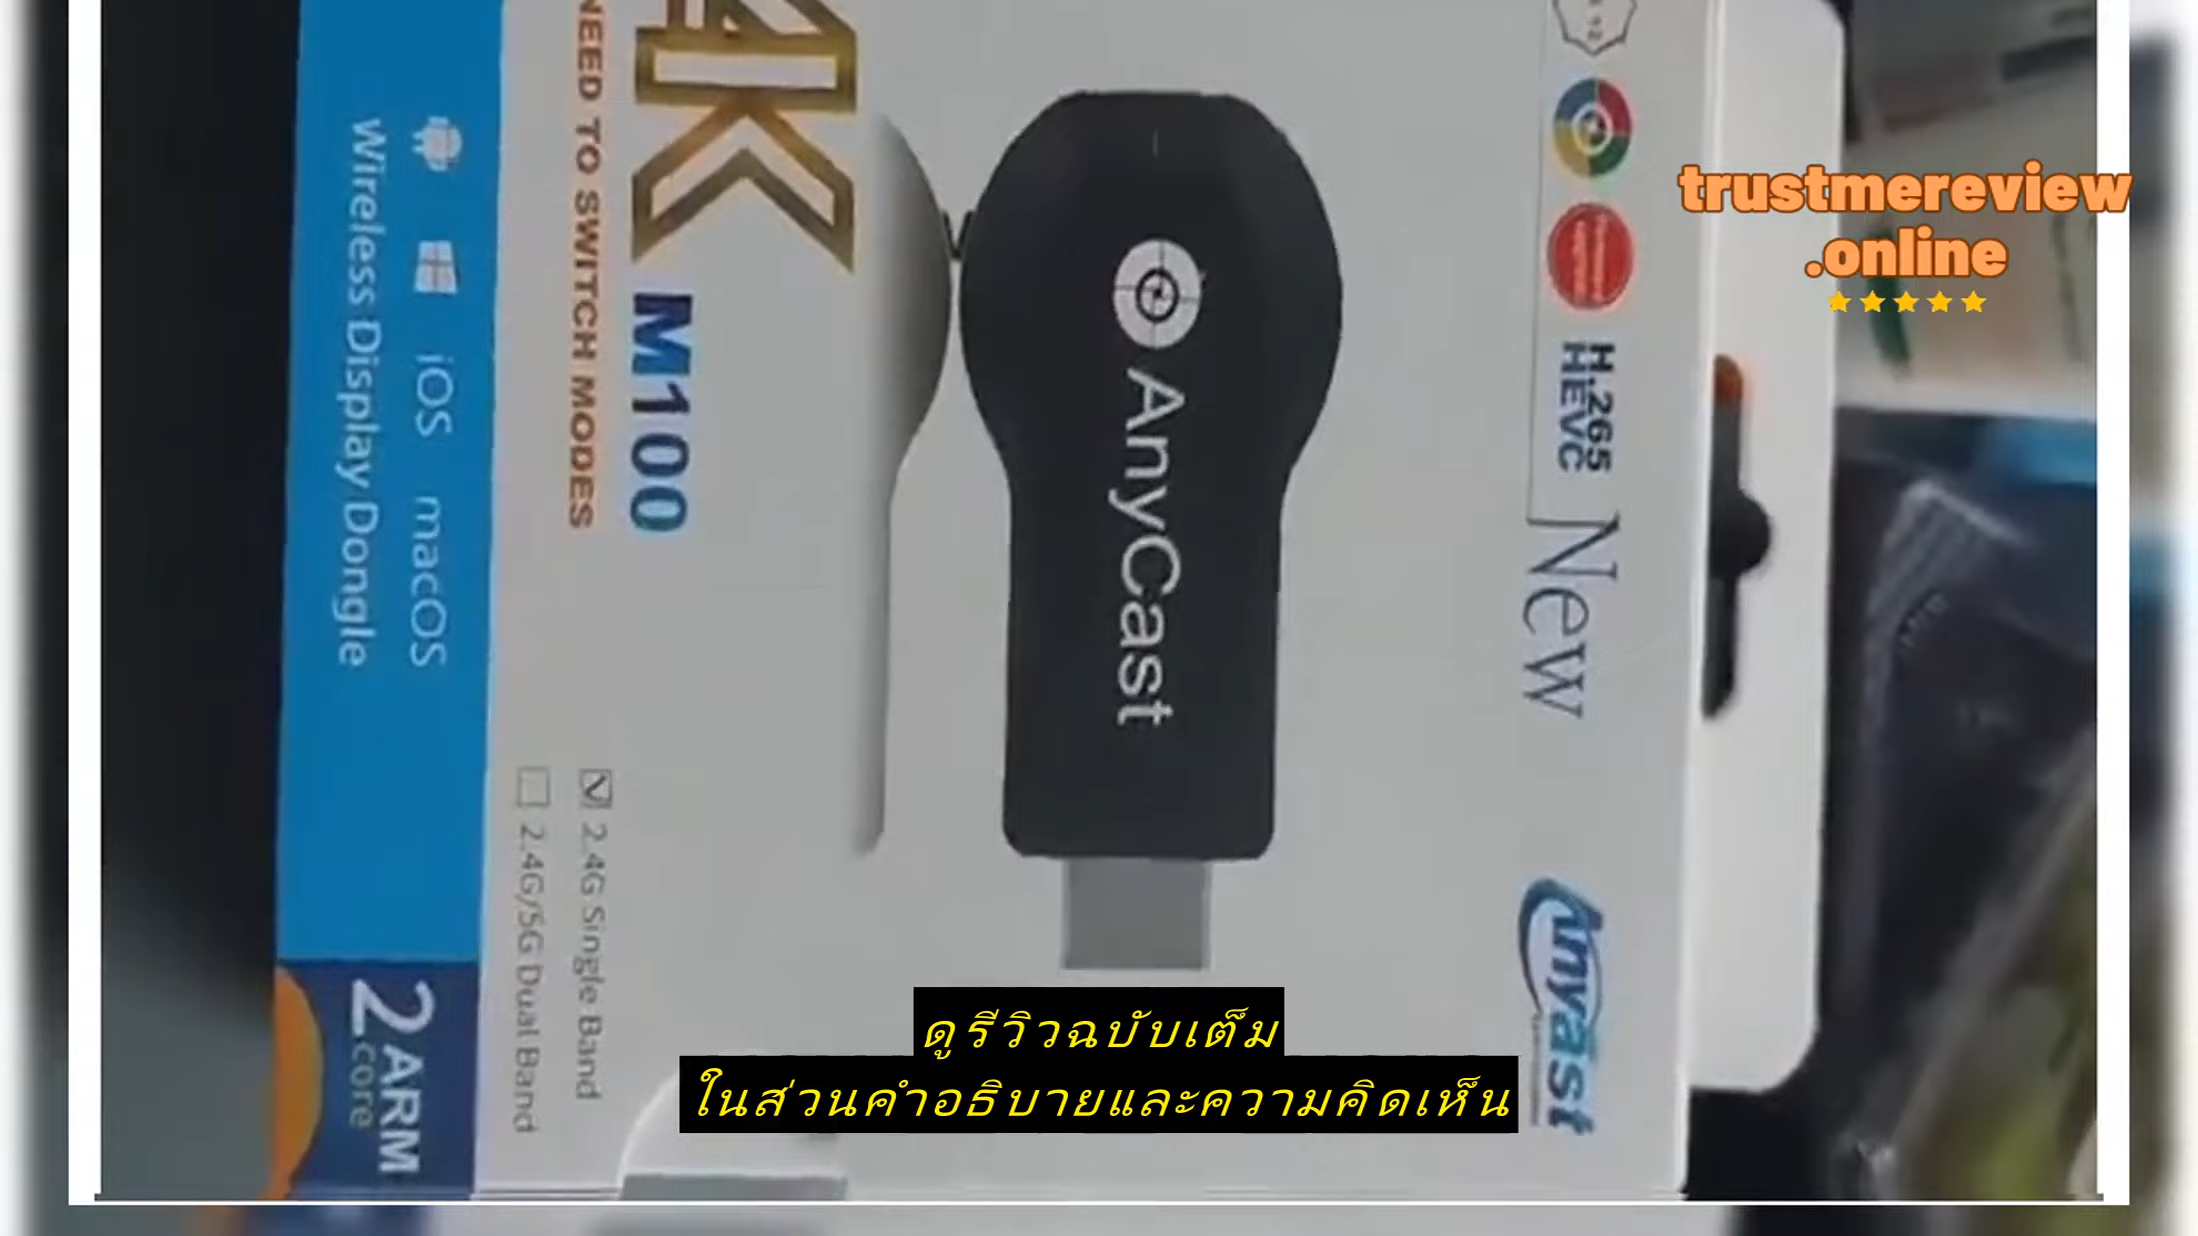 trustmereview
.online
H.265
HEVC
New
Anycast
AnyCast
4K
M100
NEED TO SWITCH MODES
2.4G Single Band
2.4G/5G Dual Band
iOS macOS
Wireless Display Dongle
2 ARM
core
ดูรีวิวฉบับเต็ม
ในส่วนคำอธิบายและความคิดเห็น